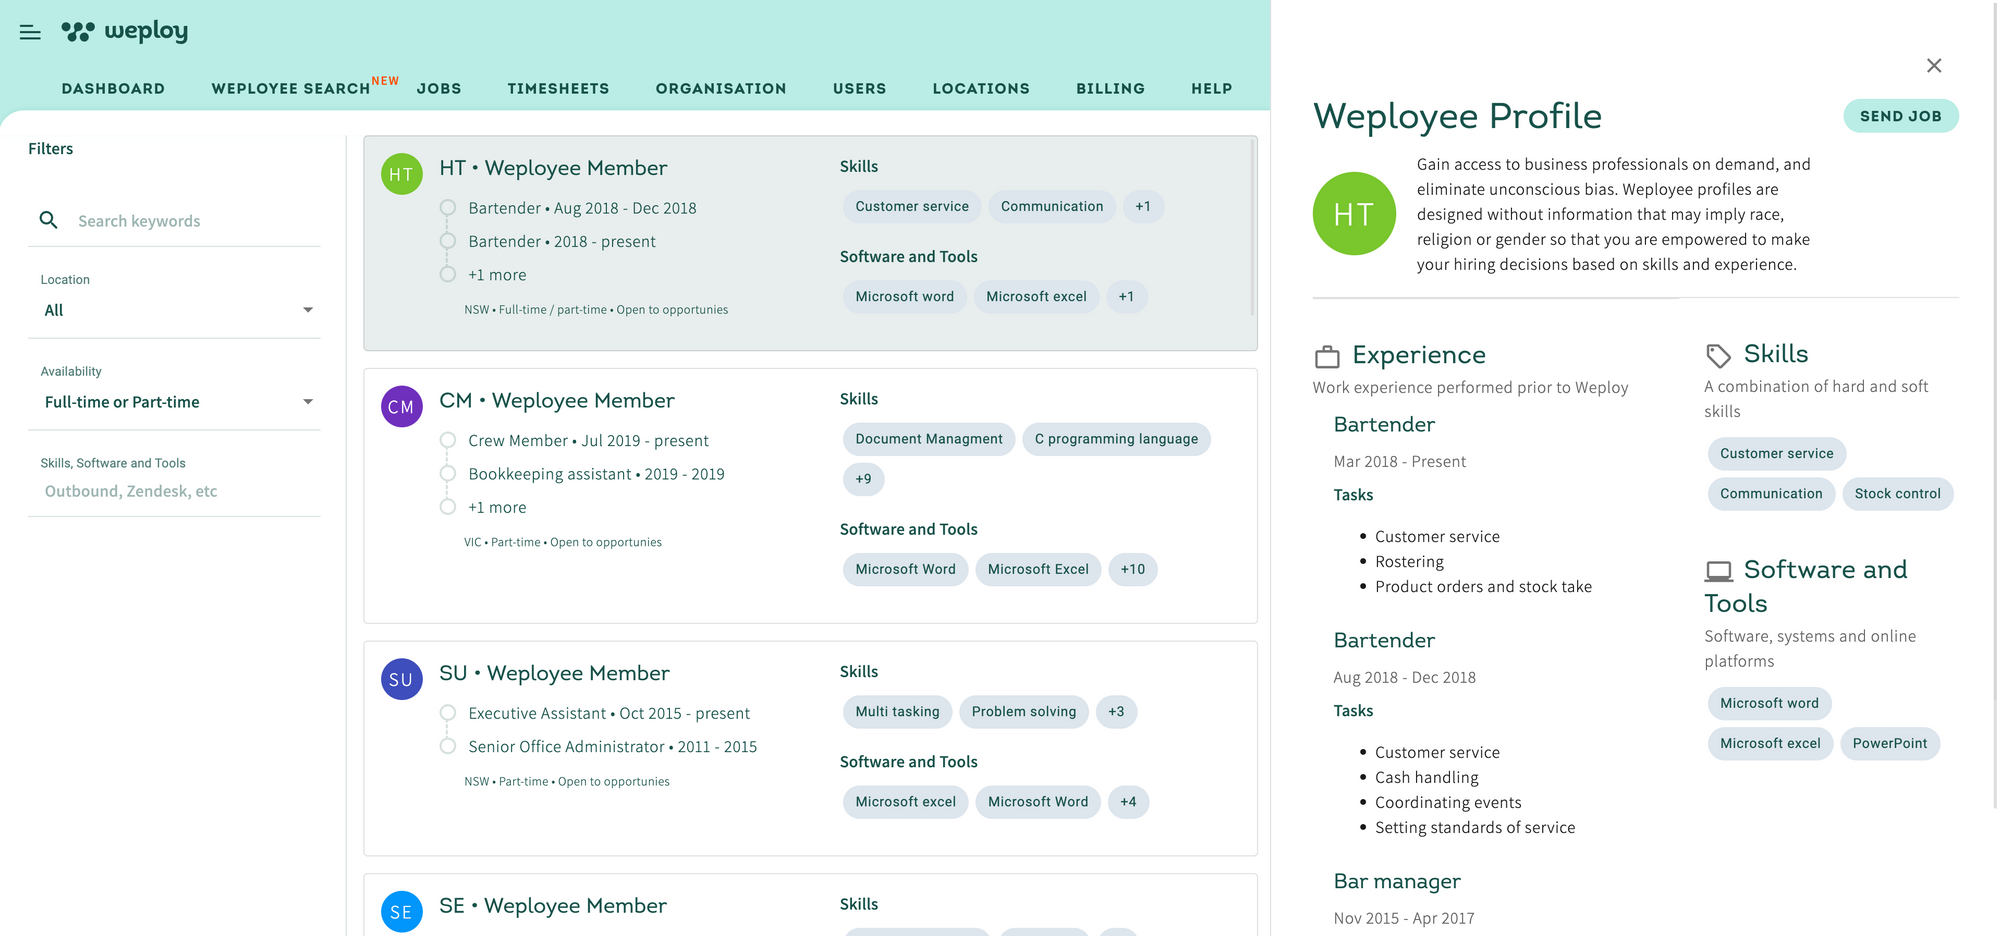 weploy
DASHBOARD
WEPLOYEE SEARCH NEW
JOBS
TIMESHEETS
ORGANISATION
USERS
LOCATIONS
BILLING
HELP
Filters
Search keywords
Location
All
Availability
Full-time or Part-time
Skills, Software and Tools
Outbound, Zendesk, etc
HT
HT • Weployee Member
Bartender • Aug 2018 - Dec 2018
Bartender • 2018 - present
+1 more
NSW • Full-time / part-time • Open to opportunies
Skills
Customer service
Communication
+1
Software and Tools
Microsoft word
Microsoft excel
+1
CM
CM • Weployee Member
Crew Member • Jul 2019 - present
Bookkeeping assistant • 2019 - 2019
+1 more
VIC • Part-time • Open to opportunies
Skills
Document Managment
C programming language
+9
Software and Tools
Microsoft Word
Microsoft Excel
+10
SU
SU • Weployee Member
Executive Assistant • Oct 2015 - present
Senior Office Administrator • 2011 - 2015
NSW • Part-time • Open to opportunies
Skills
Multi tasking
Problem solving
+3
Software and Tools
Microsoft excel
Microsoft Word
+4
SE
SE • Weployee Member
Skills
Weployee Profile
SEND JOB
HT
Gain access to business professionals on demand, and
eliminate unconscious bias. Weployee profiles are
designed without information that may imply race,
religion or gender so that you are empowered to make
your hiring decisions based on skills and experience.
Experience
Work experience performed prior to Weploy
Bartender
Mar 2018 - Present
Tasks
• Customer service
• Rostering
• Product orders and stock take
Bartender
Aug 2018 - Dec 2018
Tasks
• Customer service
• Cash handling
• Coordinating events
• Setting standards of service
Bar manager
Nov 2015 - Apr 2017
Skills
A combination of hard and soft
skills
Customer service
Communication
Stock control
Software and
Tools
Software, systems and online
platforms
Microsoft word
Microsoft excel
PowerPoint